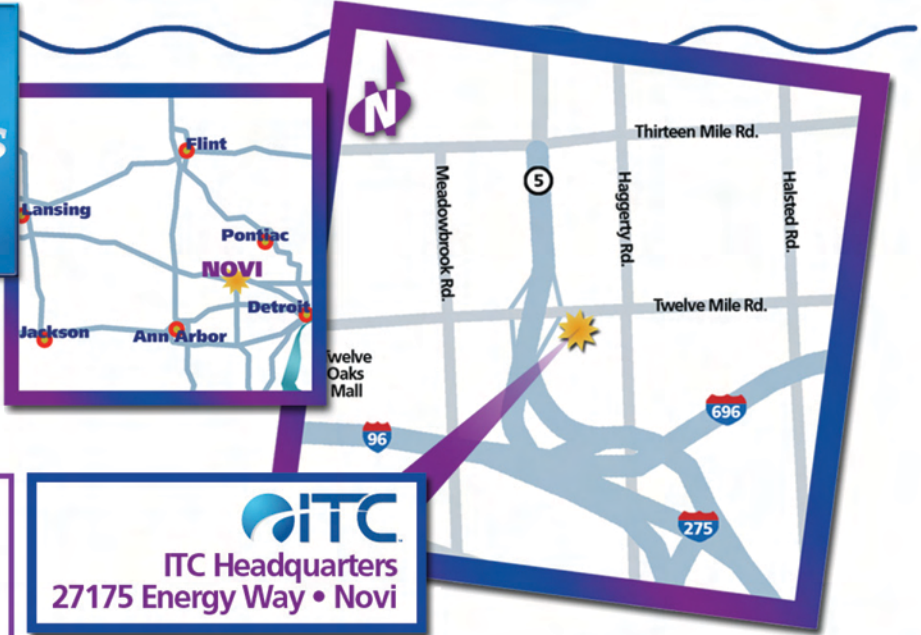 Flint
Lansing
Pontiac
NOVI
Detroit
Jackson
Ann Arbor
N
Thirteen Mile Rd.
5
Meadowbrook Rd.
Haggerty Rd.
Halsted Rd.
Twelve Mile Rd.
Twelve
Oaks
Mall
96
696
275
ITC
ITC Headquarters
27175 Energy Way • Novi